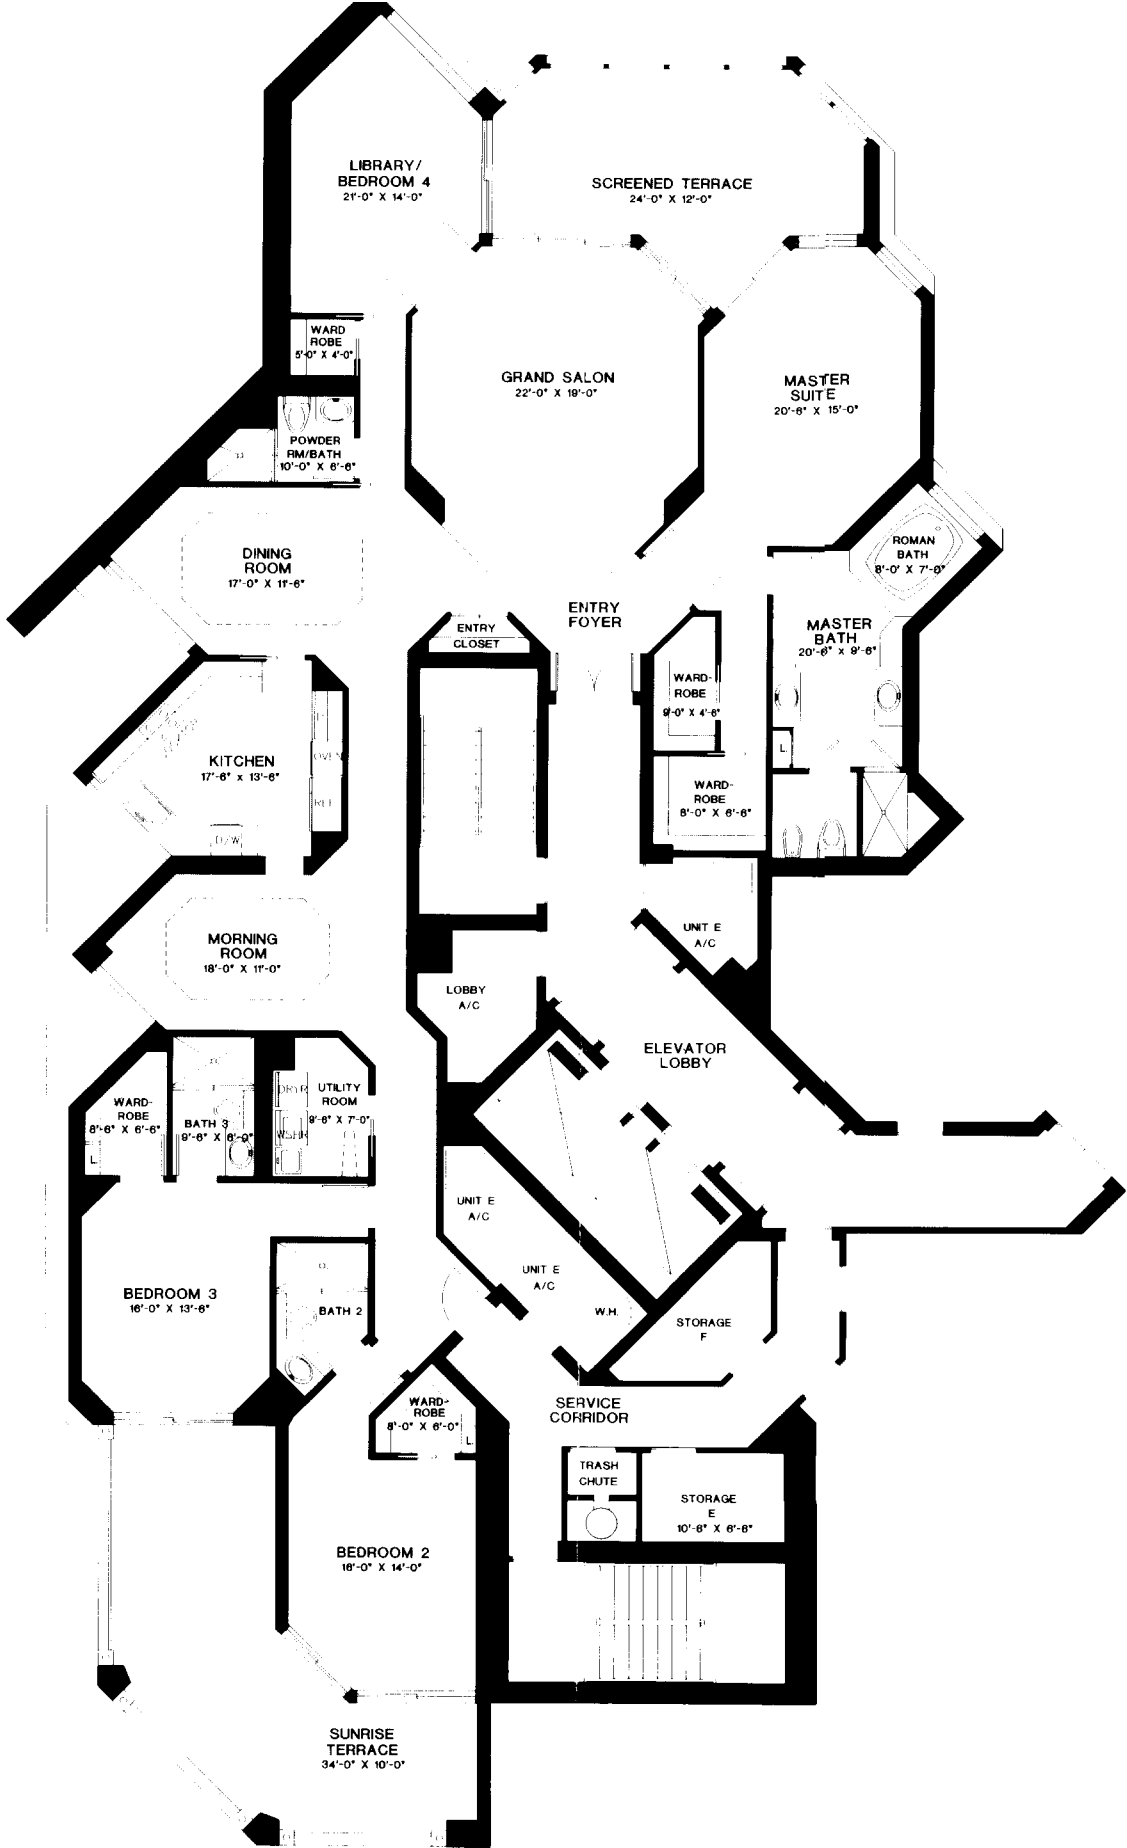 LIBRARY/
BEDROOM 4
21'-0" X 14'-0"
SCREENED TERRACE
24'-0" X 12'-0"
WARD
ROBE
5'-0" X 4'-0"
GRAND SALON
22'-0" X 19'-0"
MASTER
SUITE
20'-6" X 15'-0"
POWDER
RM/BATH
10'-0" X 6'-6"
DINING
ROOM
17'-0" X 11'-6"
ROMAN
BATH
8'-0" X 7'-0"
ENTRY
FOYER
ENTRY
CLOSET
MASTER
BATH
20'-6" X 9'-6"
WARD-
ROBE
9'-0" X 4'-6"
L
KITCHEN
17'-6" X 13'-6"
OVEN
REF
D/W
WARD-
ROBE
8'-0" X 6'-6"
MORNING
ROOM
18'-0" X 11'-0"
UNIT E
A/C
LOBBY
A/C
ELEVATOR
LOBBY
WARD-
ROBE
8'-6" X 6'-6"
L
BATH 3
9'-6" X 6'-0"
DRYR
WSHR
UTILITY
ROOM
9'-6" X 7'-0"
UNIT E
A/C
UNIT E
A/C
W.H.
BEDROOM 3
16'-0" X 13'-6"
BATH 2
STORAGE
F
WARD-
ROBE
8'-0" X 6'-0"
L
SERVICE
CORRIDOR
TRASH
CHUTE
STORAGE
E
10'-6" X 6'-6"
BEDROOM 2
18'-0" X 14'-0"
D
SUNRISE
TERRACE
34'-0" X 10'-0"